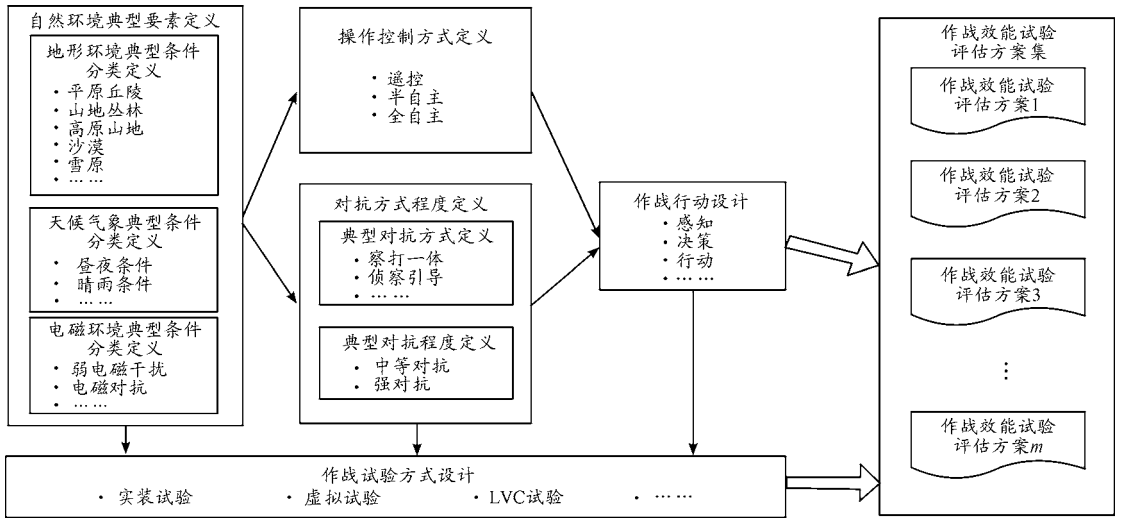 自然环境典型要素定义
地形环境典型条件
分类定义
· 平原丘陵
· 山地丛林
· 高原山地
· 沙漠
· 雪原
· ……
天候气象典型条件
分类定义
· 昼夜条件
· 晴雨条件
· ……
电磁环境典型条件
分类定义
· 弱电磁干扰
· 电磁对抗
· ……
操作控制方式定义
· 遥控
· 半自主
· 全自主
对抗方式程度定义
典型对抗方式定义
· 察打一体
· 侦察引导
· ……
典型对抗程度定义
· 中等对抗
· 强对抗
作战行动设计
· 感知
· 决策
· 行动
· ……
作战试验方式设计
· 实装试验 · 虚拟试验 · LVC试验 · ……
作战效能试验
评估方案集
作战效能试验
评估方案1
作战效能试验
评估方案2
作战效能试验
评估方案3
⋮
作战效能试验
评估方案m